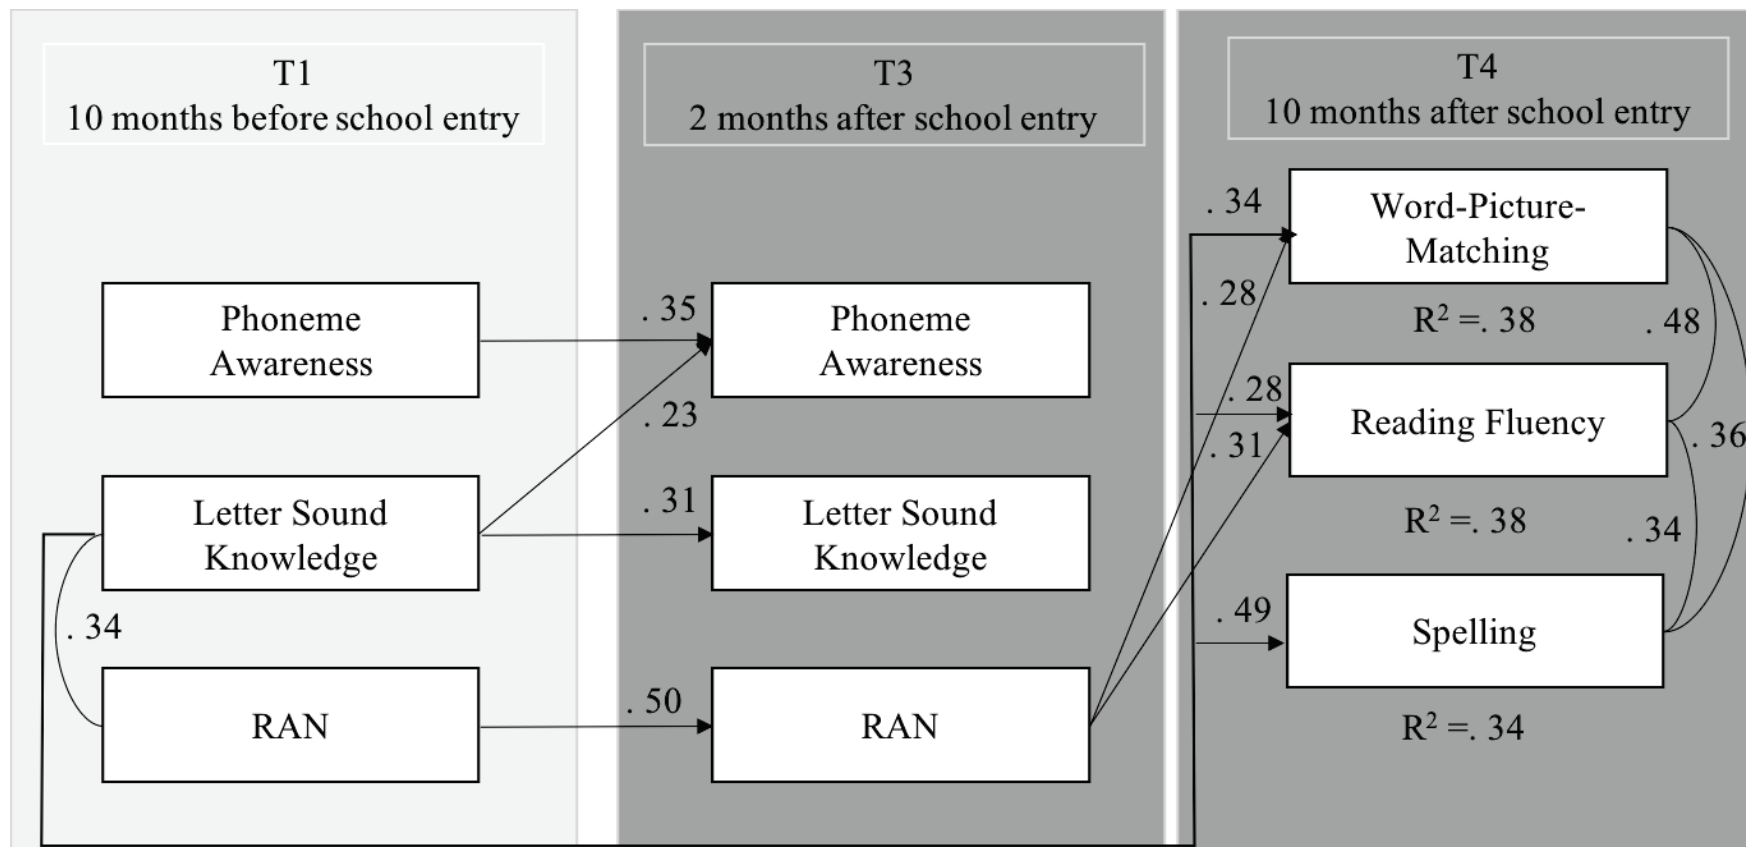 T1
10 months before school entry
Phoneme
Awareness
Letter Sound
Knowledge
. 34
RAN
T3
2 months after school entry
. 35
Phoneme
Awareness
. 23
. 31
Letter Sound
Knowledge
. 50
RAN
T4
10 months after school entry
. 34
Word-Picture-
Matching
. 28
R² =. 38
. 48
. 28
Reading Fluency
. 31
. 36
R² =. 38
. 34
. 49
Spelling
R² =. 34